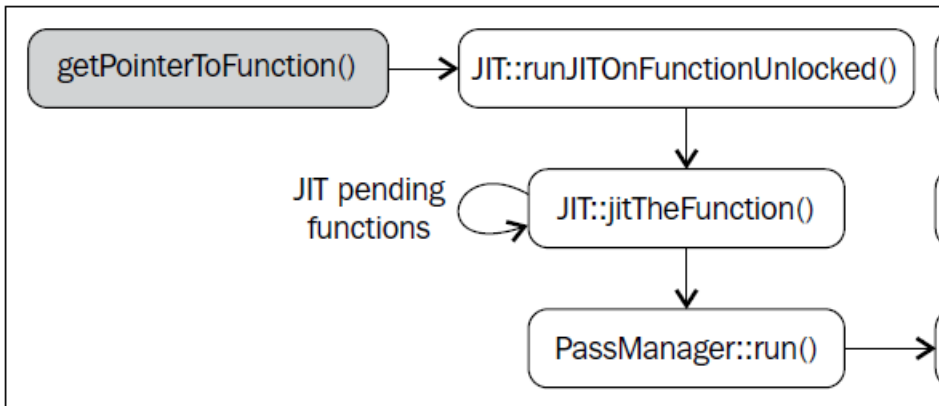 getPointerToFunction()
JIT::runJITOnFunctionUnlocked()
JIT pending
functions
JIT::jitTheFunction()
PassManager::run()